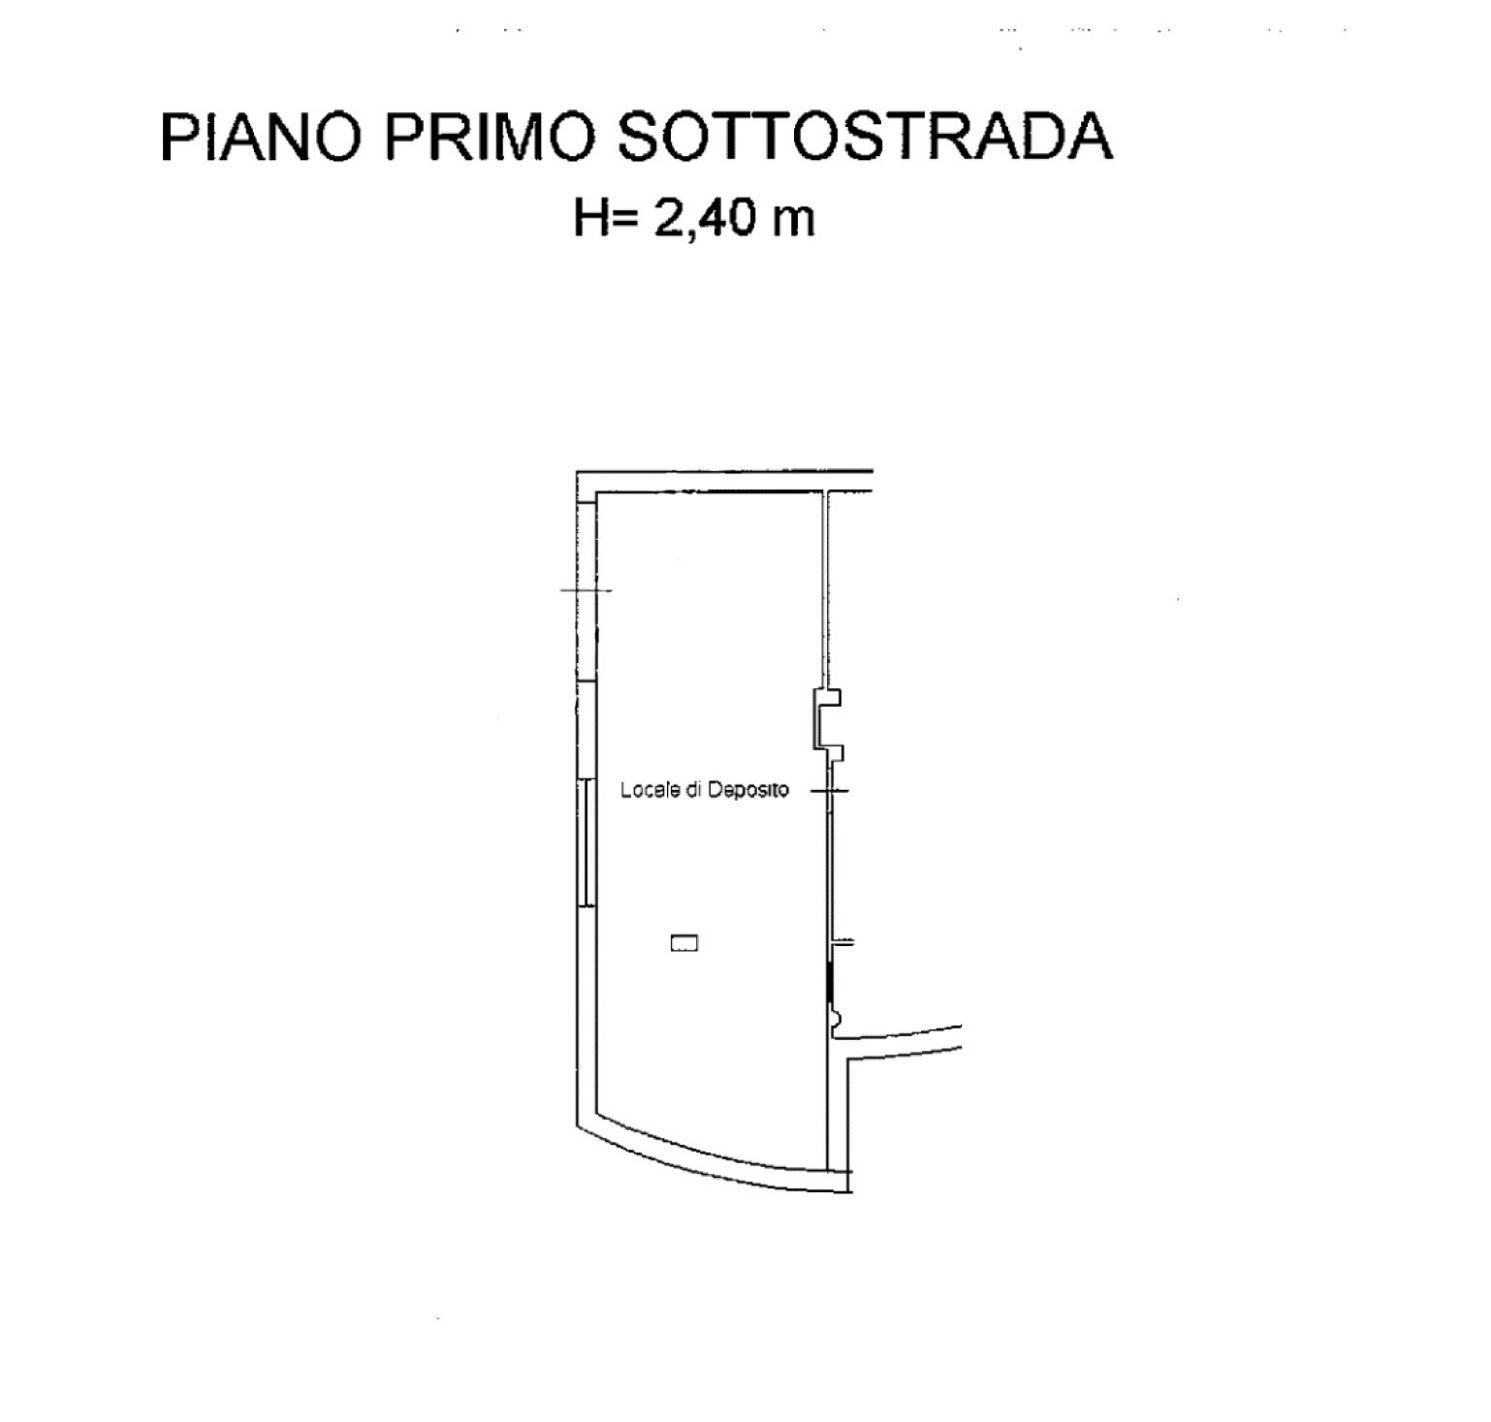 PIANO PRIMO SOTTOSTRADA
H= 2,40 m
Locale di Deposito